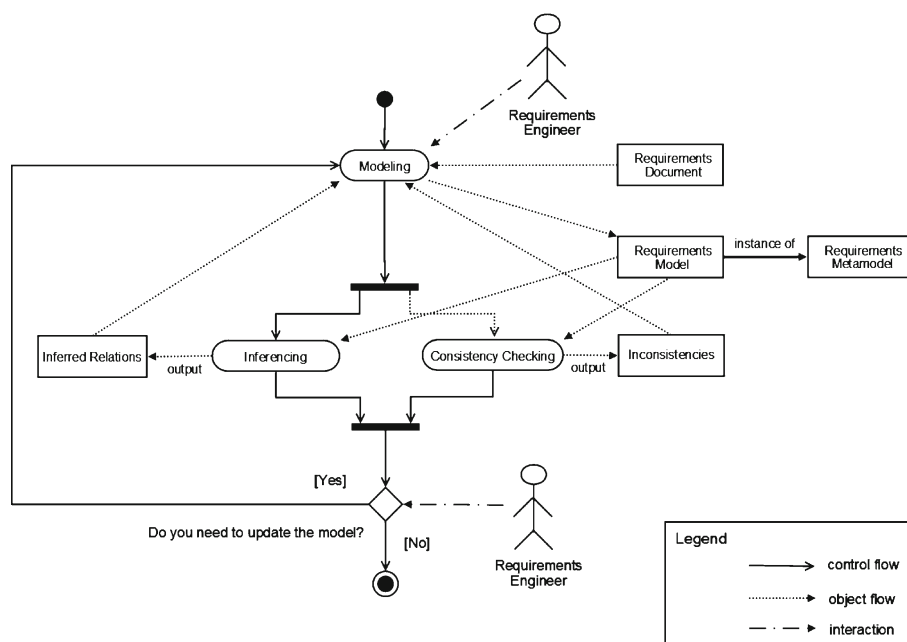 Requirements
Engineer
Modeling
Requirements
Document
Requirements
Model
instance of
Requirements
Metamodel
Inferred Relations
output
Inferencing
Consistency Checking
output
Inconsistencies
[Yes]
Do you need to update the model?
[No]
Requirements
Engineer
Legend
control flow
object flow
interaction